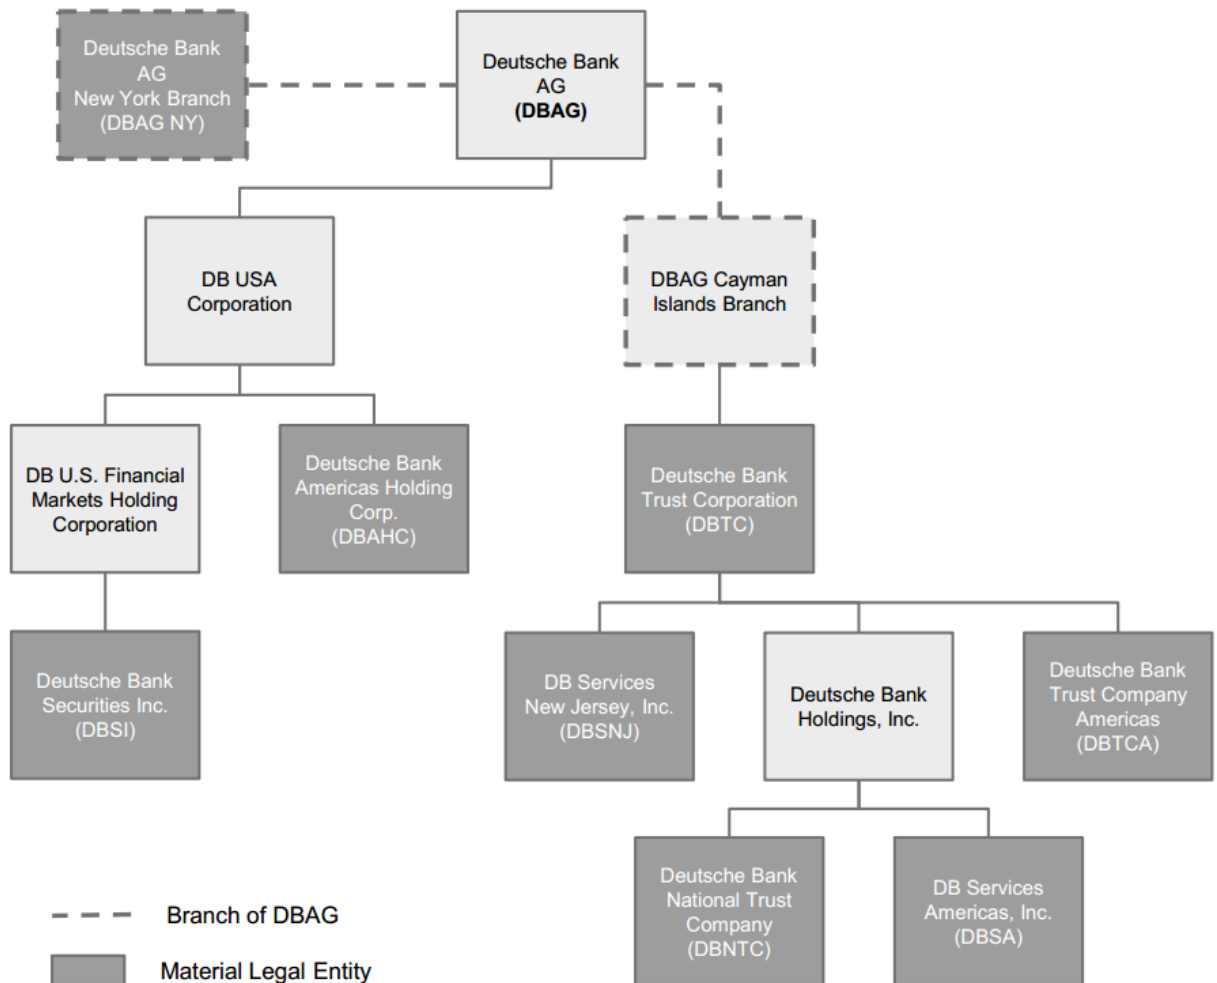 Deutsche Bank
AG
New York Branch
(DBAG NY)
Deutsche Bank
AG
(DBAG)
DB USA
Corporation
DBAG Cayman
Islands Branch
DB U.S. Financial
Markets Holding
Corporation
Deutsche Bank
Americas Holding
Corp.
(DBAHC)
Deutsche Bank
Trust Corporation
(DBTC)
Deutsche Bank
Securities Inc.
(DBSI)
DB Services
New Jersey, Inc.
(DBSNJ)
Deutsche Bank
Holdings, Inc.
Deutsche Bank
Trust Company
Americas
(DBTCA)
Deutsche Bank
National Trust
Company
(DBNTC)
DB Services
Americas, Inc.
(DBSA)
Branch of DBAG
Material Legal Entity